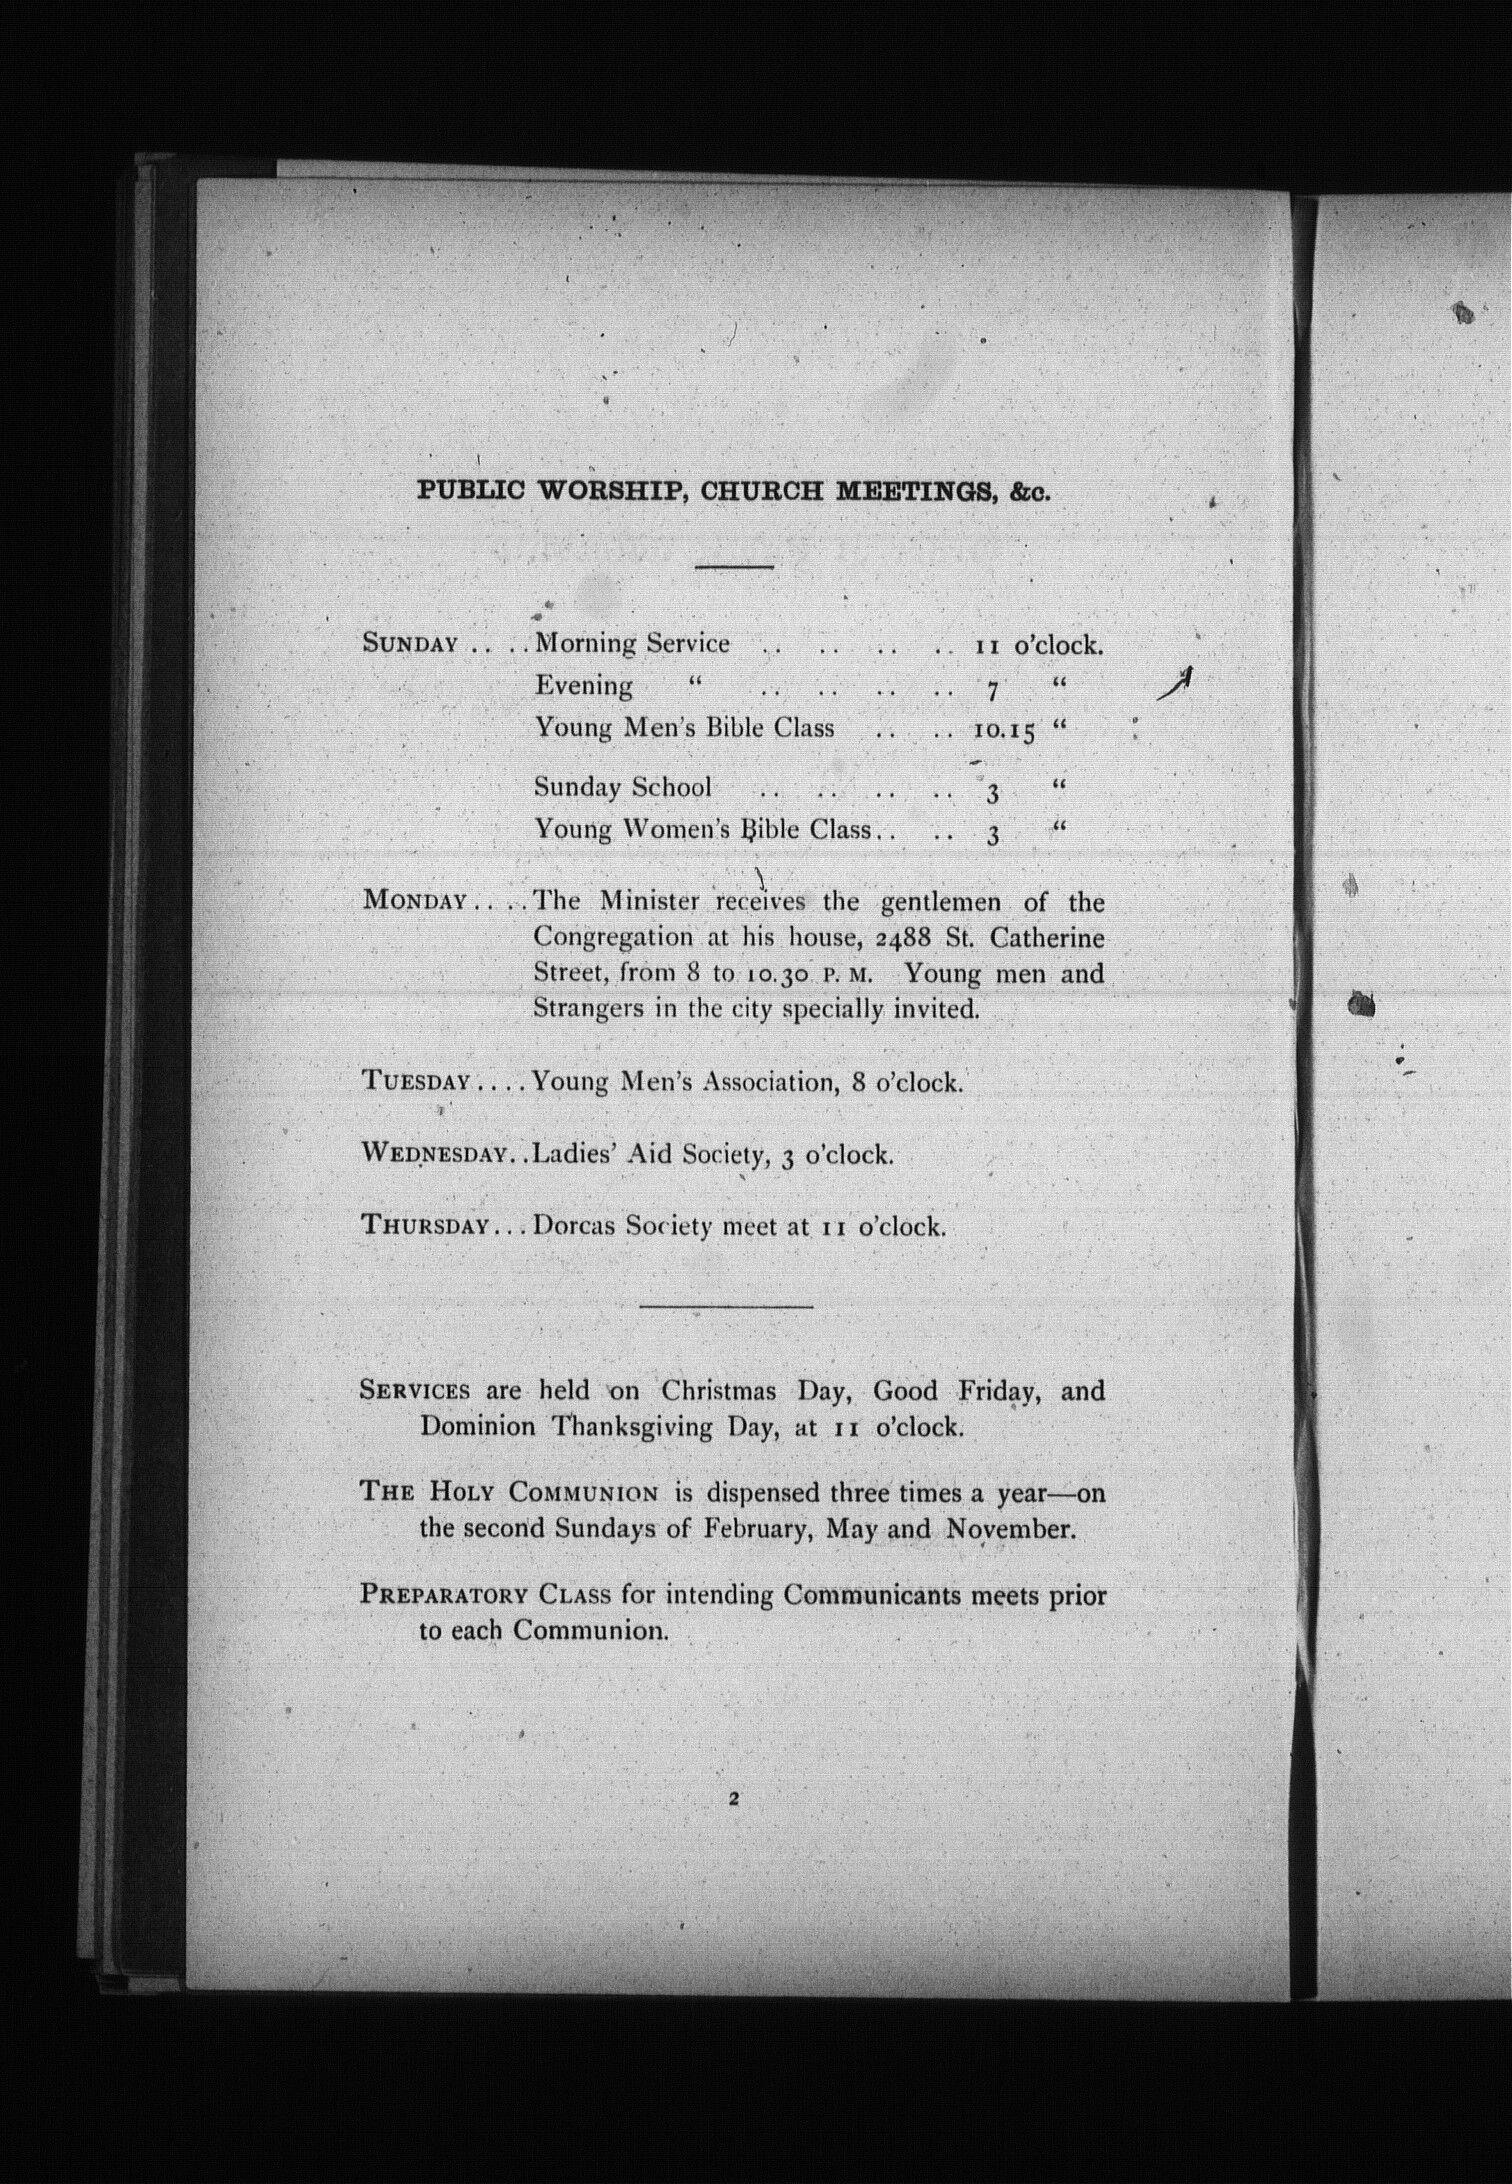 PUBLIC WORSHIP, CHURCH MEETINGS, &c.
SUNDAY .. .. Morning Service .. .. .. .. 11 o'clock.
Evening " .. .. .. .. 7 "
Young Men's Bible Class .. .. 10.15 "
Sunday School .. .. .. .. 3 "
Young Women's Bible Class .. .. 3 "
MONDAY .. .. The Minister receives the gentlemen of the
Congregation at his house, 2488 St. Catherine
Street, from 8 to 10.30 P. M. Young men and
Strangers in the city specially invited.
TUESDAY .... Young Men's Association, 8 o'clock.
WEDNESDAY.. Ladies' Aid Society, 3 o'clock.
THURSDAY... Dorcas Society meet at 11 o'clock.
SERVICES are held on Christmas Day, Good Friday, and
Dominion Thanksgiving Day, at 11 o'clock.
THE HOLY COMMUNION is dispensed three times a year—on
the second Sundays of February, May and November.
PREPARATORY CLASS for intending Communicants meets prior
to each Communion.
2